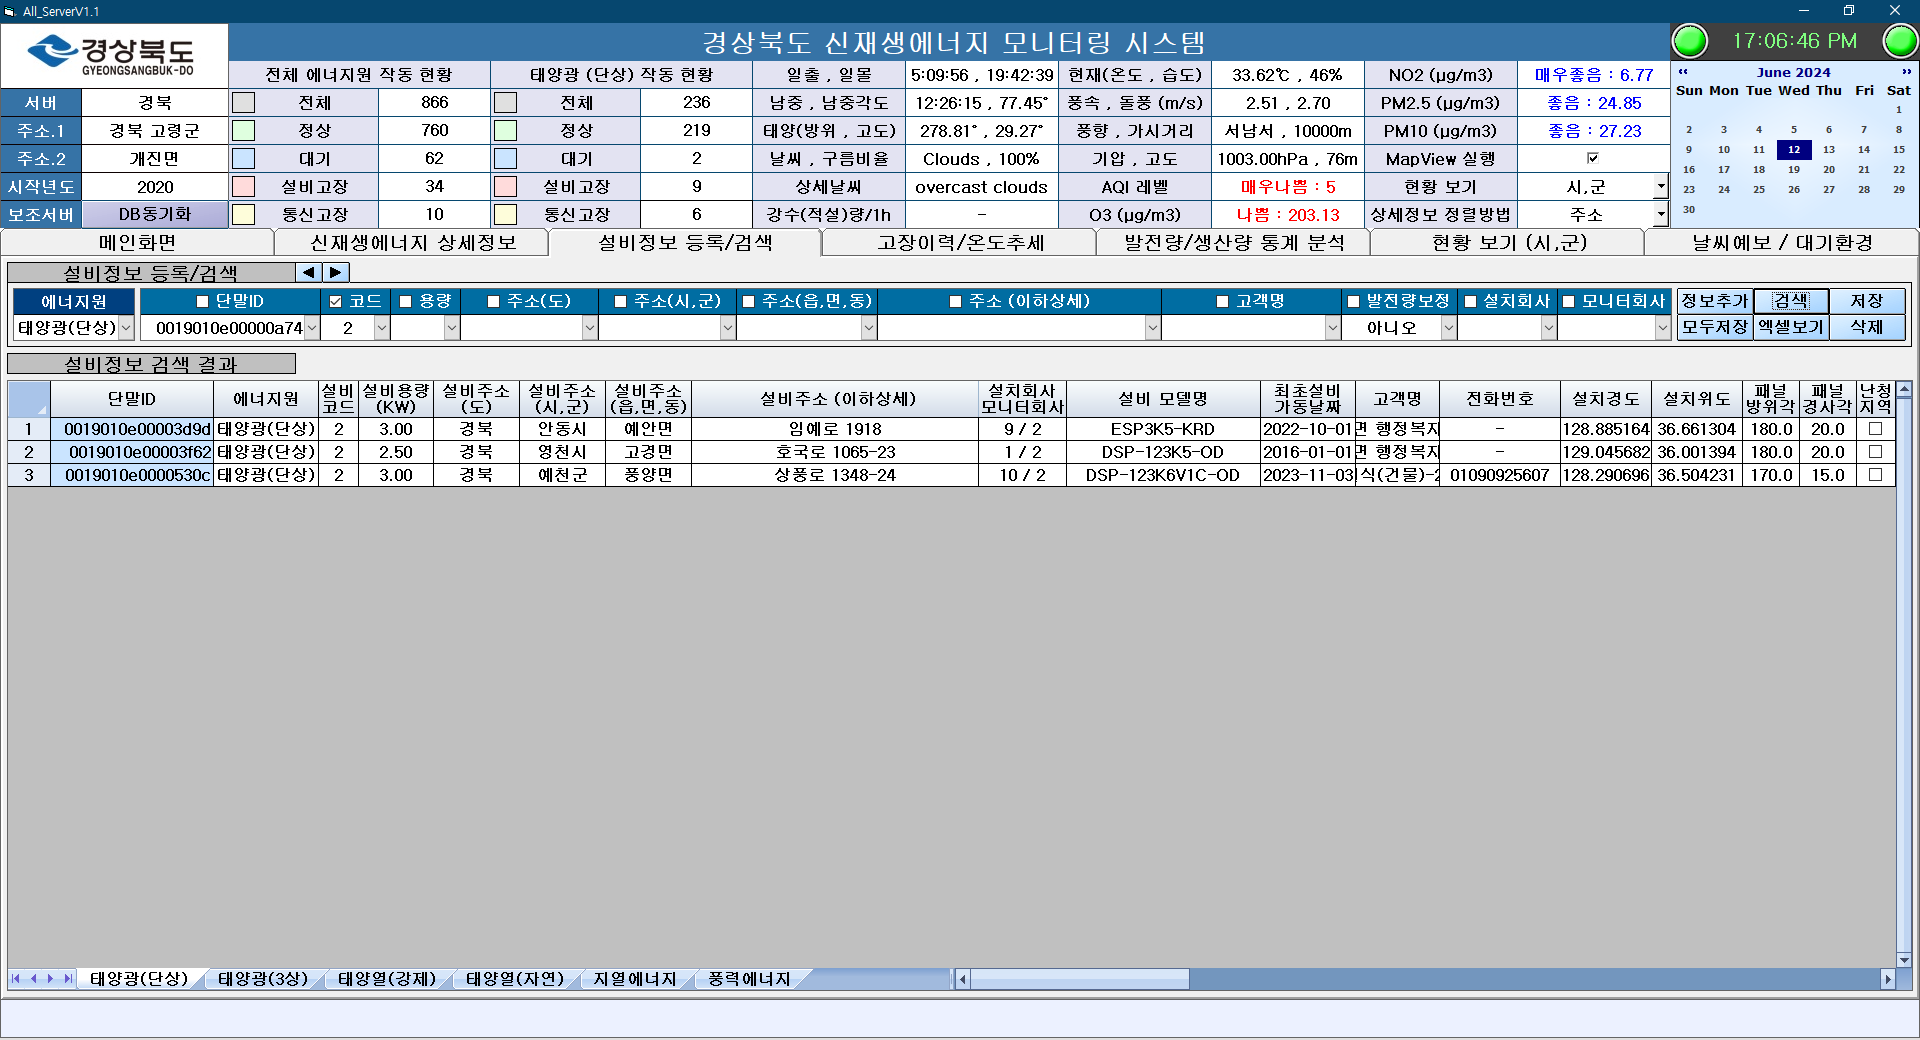 All_ServerV1.1
경상북도
GYEONGSANGBUK-DO
경상북도 신재생에너지 모니터링 시스템
17:06:46 PM
전체 에너지원 작동 현황 태양광 (단상) 작동 현황 일출 , 일몰 5:09:56 , 19:42:39 현재(온도 , 습도) 33.62℃ , 46% NO2 (µg/m3) 매우좋음 : 6.77
서버 경북 전체 866 전체 236 남중 , 남중각도 12:26:15 , 77.45° 풍속 , 돌풍 (m/s) 2.51 , 2.70 PM2.5 (µg/m3) 좋음 : 24.85
주소.1 경북 고령군 정상 760 정상 219 태양(방위 , 고도) 278.81° , 29.27° 풍향 , 가시거리 서남서 , 10000m PM10 (µg/m3) 좋음 : 27.23
주소.2 개진면 대기 62 대기 2 날씨 , 구름비율 Clouds , 100% 기압 , 고도 1003.00hPa , 76m MapView 실행
시작년도 2020 설비고장 34 설비고장 9 상세날씨 overcast clouds AQI 레벨 매우나쁨 : 5 현황 보기 시,군
보조서버 DB동기화 통신고장 10 통신고장 6 강수(적설)량/1h - O3 (µg/m3) 나쁨 : 203.13 상세정보 정렬방법 주소
‹‹ June 2024 ››
Sun Mon Tue Wed Thu Fri Sat
1
2 3 4 5 6 7 8
9 10 11 12 13 14 15
16 17 18 19 20 21 22
23 24 25 26 27 28 29
30
메인화면 신재생에너지 상세정보 설비정보 등록/검색 고장이력/온도추세 발전량/생산량 통계 분석 현황 보기 (시,군) 날씨예보 / 대기환경
설비정보 등록/검색
에너지원 단말ID 코드 용량 주소(도) 주소(시,군) 주소(읍,면,동) 주소 (이하상세) 고객명 발전량보정 설치회사 모니터회사 정보추가 검색 저장
태양광(단상) 0019010e00000a74 2 아니오 모두저장 엑셀보기 삭제
설비정보 검색 결과
단말ID 에너지원 설비 코드 설비용량 (KW) 설비주소 (도) 설비주소 (시,군) 설비주소 (읍,면,동) 설비주소 (이하상세) 설치회사 모니터회사 설비 모델명 최초설비 가동날짜 고객명 전화번호 설치경도 설치위도 패널 방위각 패널 경사각 난청 지역
1 0019010e00003d9d 태양광(단상) 2 3.00 경북 안동시 예안면 임예로 1918 9 / 2 ESP3K5-KRD 2022-10-01 면 행정복지 - 128.885164 36.661304 180.0 20.0
2 0019010e00003f62 태양광(단상) 2 2.50 경북 영천시 고경면 호국로 1065-23 1 / 2 DSP-123K5-OD 2016-01-01 면 행정복지 - 129.045682 36.001394 180.0 20.0
3 0019010e0000530c 태양광(단상) 2 3.00 경북 예천군 풍양면 상풍로 1348-24 10 / 2 DSP-123K6V1C-OD 2023-11-03 식(건물)-2 01090925607 128.290696 36.504231 170.0 15.0
태양광(단상) 태양광(3상) 태양열(강제) 태양열(자연) 지열에너지 풍력에너지